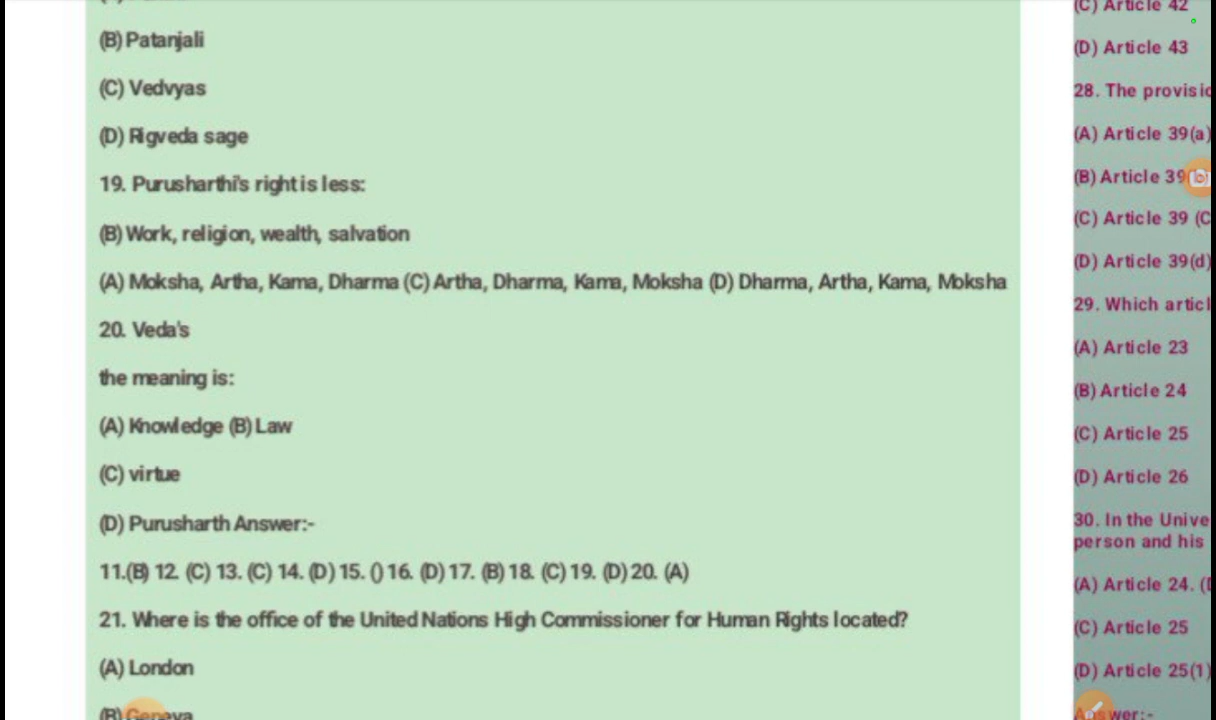 (B) Patanjali
(C) Vedvyas
(D) Rigveda sage
19. Purusharthi's right is less:
(B) Work, religion, wealth, salvation
(A) Moksha, Artha, Kama, Dharma (C) Artha, Dharma, Kama, Moksha (D) Dharma, Artha, Kama, Moksha
20. Veda's
the meaning is:
(A) Knowledge (B) Law
(C) virtue
(D) Purusharth Answer:-
11.(B) 12. (C) 13. (C) 14. (D) 15. () 16. (D) 17. (B) 18. (C) 19. (D) 20. (A)
21. Where is the office of the United Nations High Commissioner for Human Rights located?
(A) London
(B) Geneva
(C) Article 42
(D) Article 43
28. The
(A) Article 39(a)
(B) Article 39(b)
(C) Article 39 (C
(D) Article 39(d)
29. Which
(A) Article 23
(B) Article 24
(C) Article 25
(D) Article 26
30. In the
person and his
(A) Article 24.
(C) Article 25
(D) Article 25(1)
Answer:-